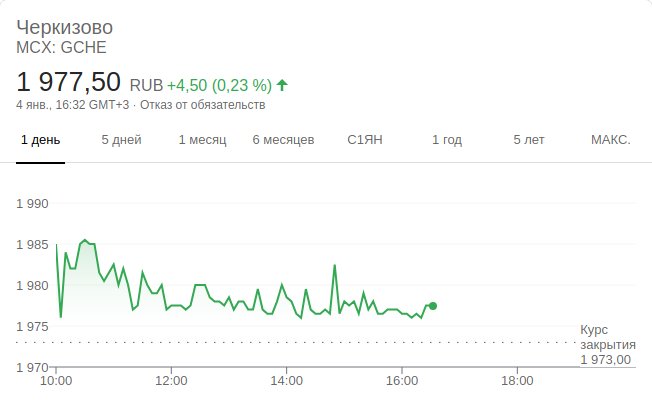 Черкизово
MCX: GCHE
1 977,50 RUB +4,50 (0,23 %)
4 янв., 16:32 GMT+3 · Отказ от обязательств
1 день 5 дней 1 месяц 6 месяцев С1ЯН 1 год 5 лет МАКС.
1 990
1 985
1 980
1 975
Курс
закрытия
1 973,00
1 970
10:00 12:00 14:00 16:00 18:00